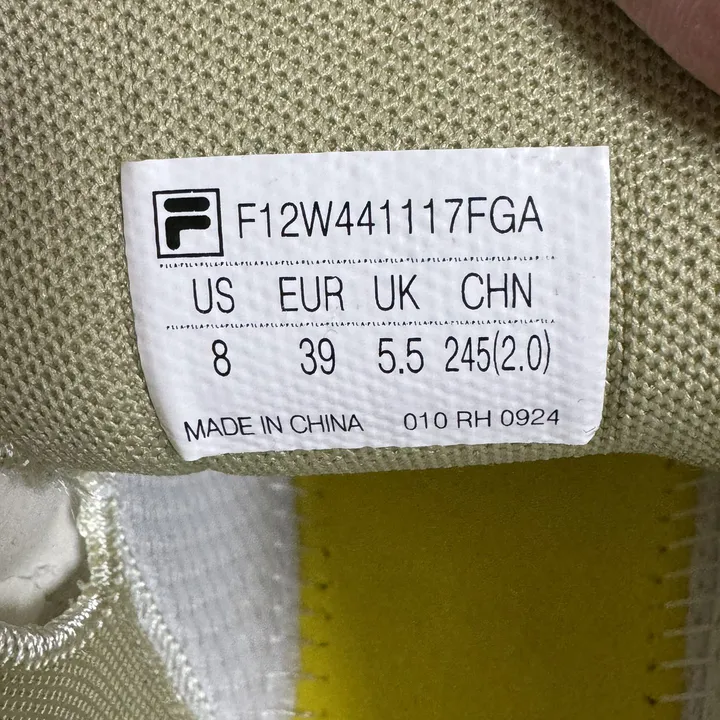 F12W441117FGA
US EUR UK CHN
8 39 5.5 245(2.0)
MADE IN CHINA 010 RH 0924